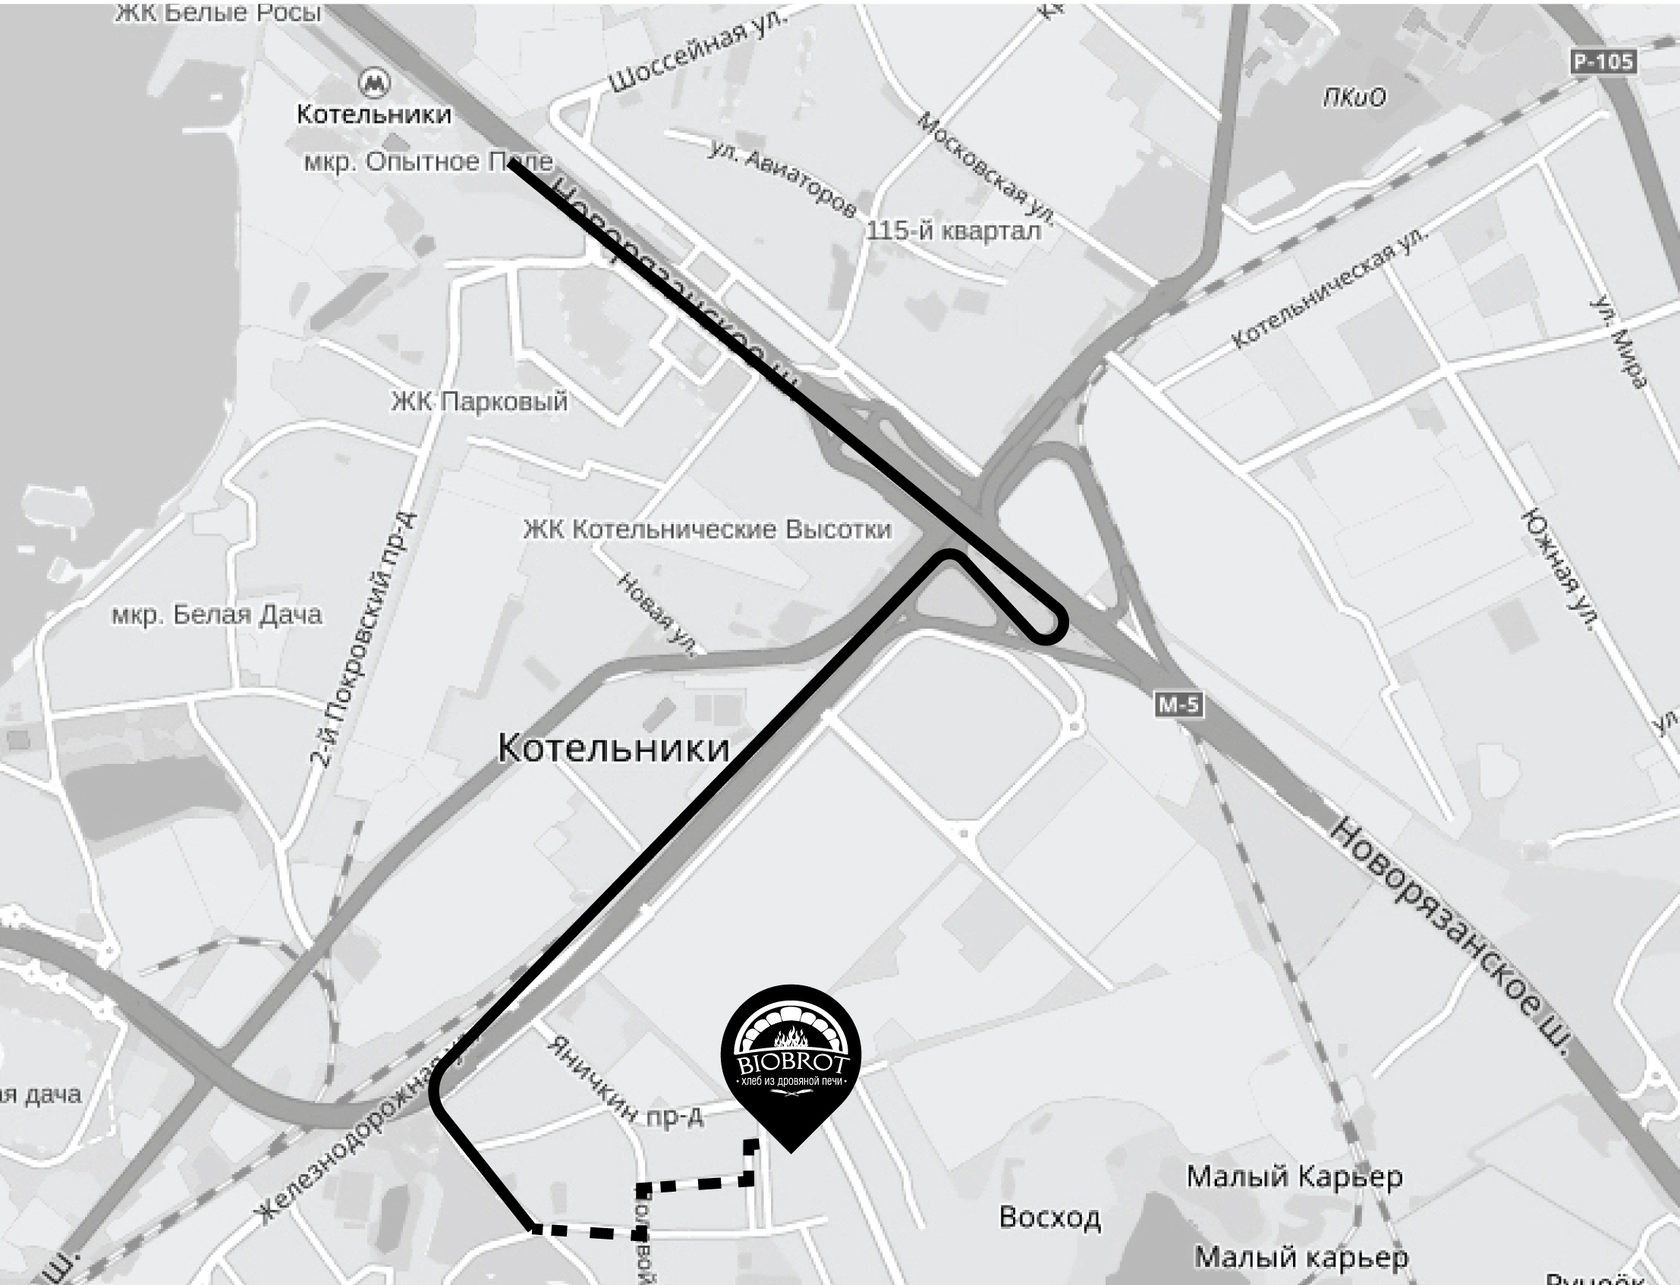 ЖК Белые Росы
Шоссейная ул.
Р-105
ПКиО
Котельники
Московская ул.
мкр. Опытное Поле
ул. Авиаторов
Новорязанское ш.
115-й квартал
Котельническая ул.
ул. Мира
ЖК Парковый
ЖК Котельнические Высотки
2-й Покровский пр-д
Южная ул.
Новая ул.
мкр. Белая Дача
М-5
ул
Котельники
Новорязанское ш.
BIOBROT
• хлеб из дровяной печи •
Яничкин пр-д
ая дача
Железнодорожная ул.
Малый Карьер
Восход
Малый карьер
ш.